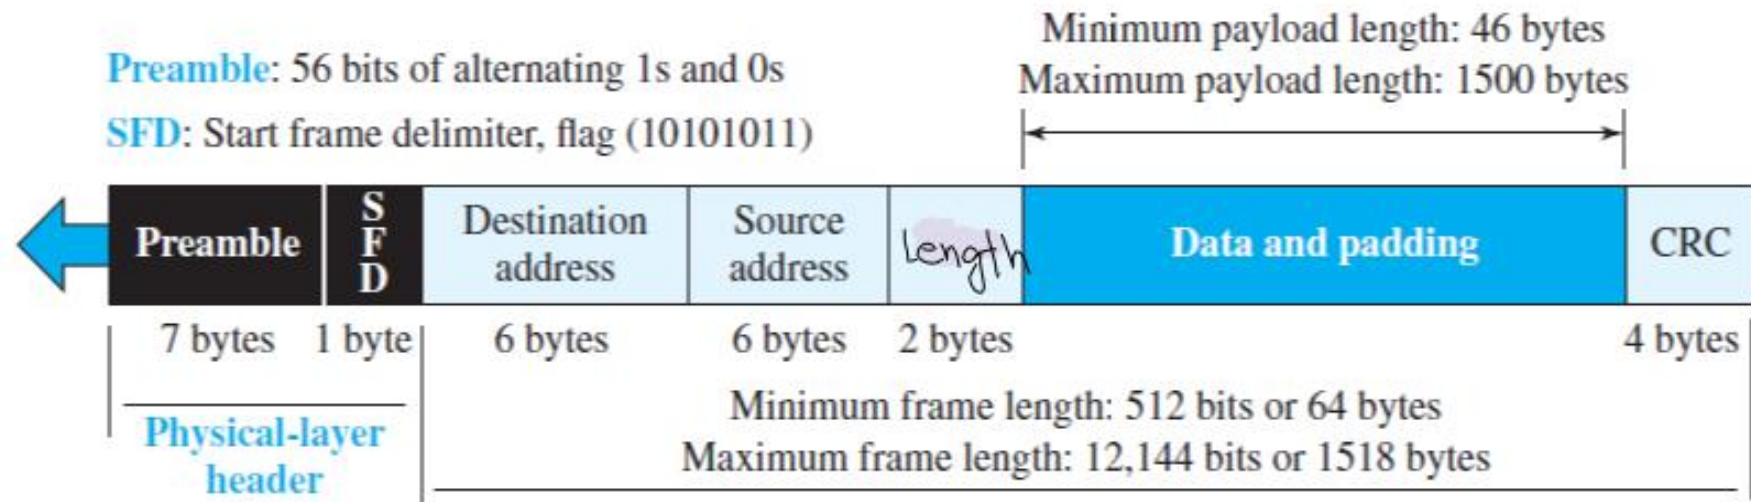 Minimum payload length: 46 bytes
Maximum payload length: 1500 bytes
Preamble: 56 bits of alternating 1s and 0s
SFD: Start frame delimiter, flag (10101011)
Preamble
S
F
D
Destination
address
Source
address
Length
Data and padding
CRC
7 bytes
1 byte
6 bytes
6 bytes
2 bytes
4 bytes
Physical-layer
header
Minimum frame length: 512 bits or 64 bytes
Maximum frame length: 12,144 bits or 1518 bytes